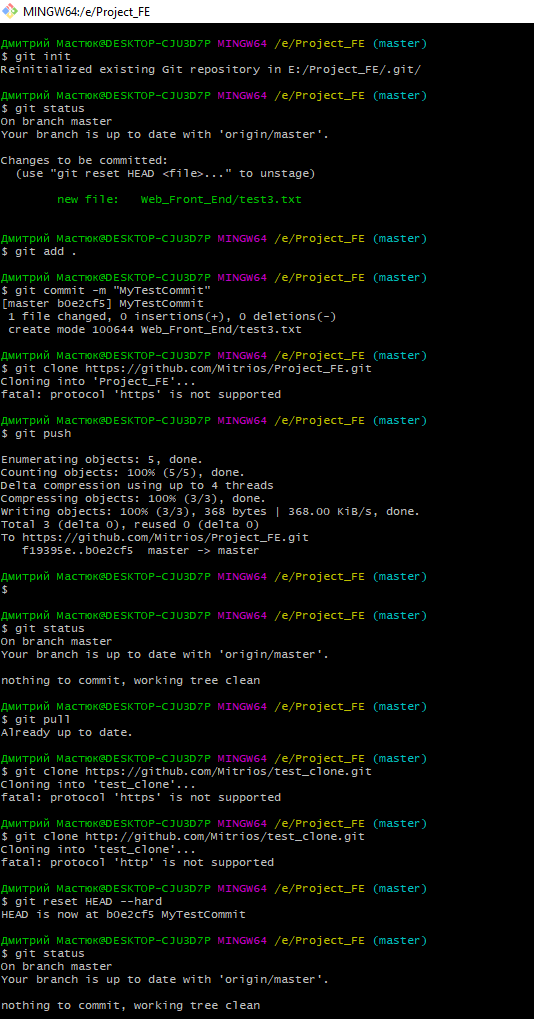 MINGW64:/e/Project_FE
Дмитрий Мастюк@DESKTOP-CJU3D7P MINGW64 /e/Project_FE (master)
$ git init
Reinitialized existing Git repository in E:/Project_FE/.git/
Дмитрий Мастюк@DESKTOP-CJU3D7P MINGW64 /e/Project_FE (master)
$ git status
On branch master
Your branch is up to date with 'origin/master'.
Changes to be committed:
(use "git reset HEAD <file>..." to unstage)
new file:   Web_Front_End/test3.txt
Дмитрий Мастюк@DESKTOP-CJU3D7P MINGW64 /e/Project_FE (master)
$ git add .
Дмитрий Мастюк@DESKTOP-CJU3D7P MINGW64 /e/Project_FE (master)
$ git commit -m "MyTestCommit"
[master b0e2cf5] MyTestCommit
1 file changed, 0 insertions(+), 0 deletions(-)
create mode 100644 Web_Front_End/test3.txt
Дмитрий Мастюк@DESKTOP-CJU3D7P MINGW64 /e/Project_FE (master)
$ git clone https://github.com/Mitrios/Project_FE.git
Cloning into 'Project_FE'...
fatal: protocol 'https' is not supported
Дмитрий Мастюк@DESKTOP-CJU3D7P MINGW64 /e/Project_FE (master)
$ git push
Enumerating objects: 5, done.
Counting objects: 100% (5/5), done.
Delta compression using up to 4 threads
Compressing objects: 100% (3/3), done.
Writing objects: 100% (3/3), 368 bytes | 368.00 KiB/s, done.
Total 3 (delta 0), reused 0 (delta 0)
To https://github.com/Mitrios/Project_FE.git
f19395e..b0e2cf5  master -> master
Дмитрий Мастюк@DESKTOP-CJU3D7P MINGW64 /e/Project_FE (master)
$
Дмитрий Мастюк@DESKTOP-CJU3D7P MINGW64 /e/Project_FE (master)
$ git status
On branch master
Your branch is up to date with 'origin/master'.
nothing to commit, working tree clean
Дмитрий Мастюк@DESKTOP-CJU3D7P MINGW64 /e/Project_FE (master)
$ git pull
Already up to date.
Дмитрий Мастюк@DESKTOP-CJU3D7P MINGW64 /e/Project_FE (master)
$ git clone https://github.com/Mitrios/test_clone.git
Cloning into 'test_clone'...
fatal: protocol 'https' is not supported
Дмитрий Мастюк@DESKTOP-CJU3D7P MINGW64 /e/Project_FE (master)
$ git clone http://github.com/Mitrios/test_clone.git
Cloning into 'test_clone'...
fatal: protocol 'http' is not supported
Дмитрий Мастюк@DESKTOP-CJU3D7P MINGW64 /e/Project_FE (master)
$ git reset HEAD --hard
HEAD is now at b0e2cf5 MyTestCommit
Дмитрий Мастюк@DESKTOP-CJU3D7P MINGW64 /e/Project_FE (master)
$ git status
On branch master
Your branch is up to date with 'origin/master'.
nothing to commit, working tree clean